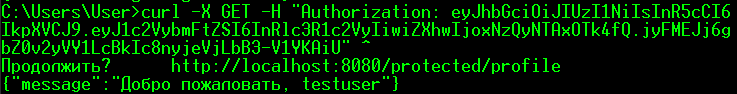 C:\Users\User>curl -X GET -H "Authorization: eyJhbGciOiJIUzI1NiIsInR5cCI6
IkpXVCJ9.eyJ1c2VybmFtZSI6InRlc3R1c2VyIiwiZXhwIjoxNzQyNTAxOTk4fQ.jyFMEJj6g
bZ0v2yVY1LcBkIc8nyjeVjLbB3-V1YKAiU" ^
Продолжить?      http://localhost:8080/protected/profile
{"message":"Добро пожаловать, testuser"}